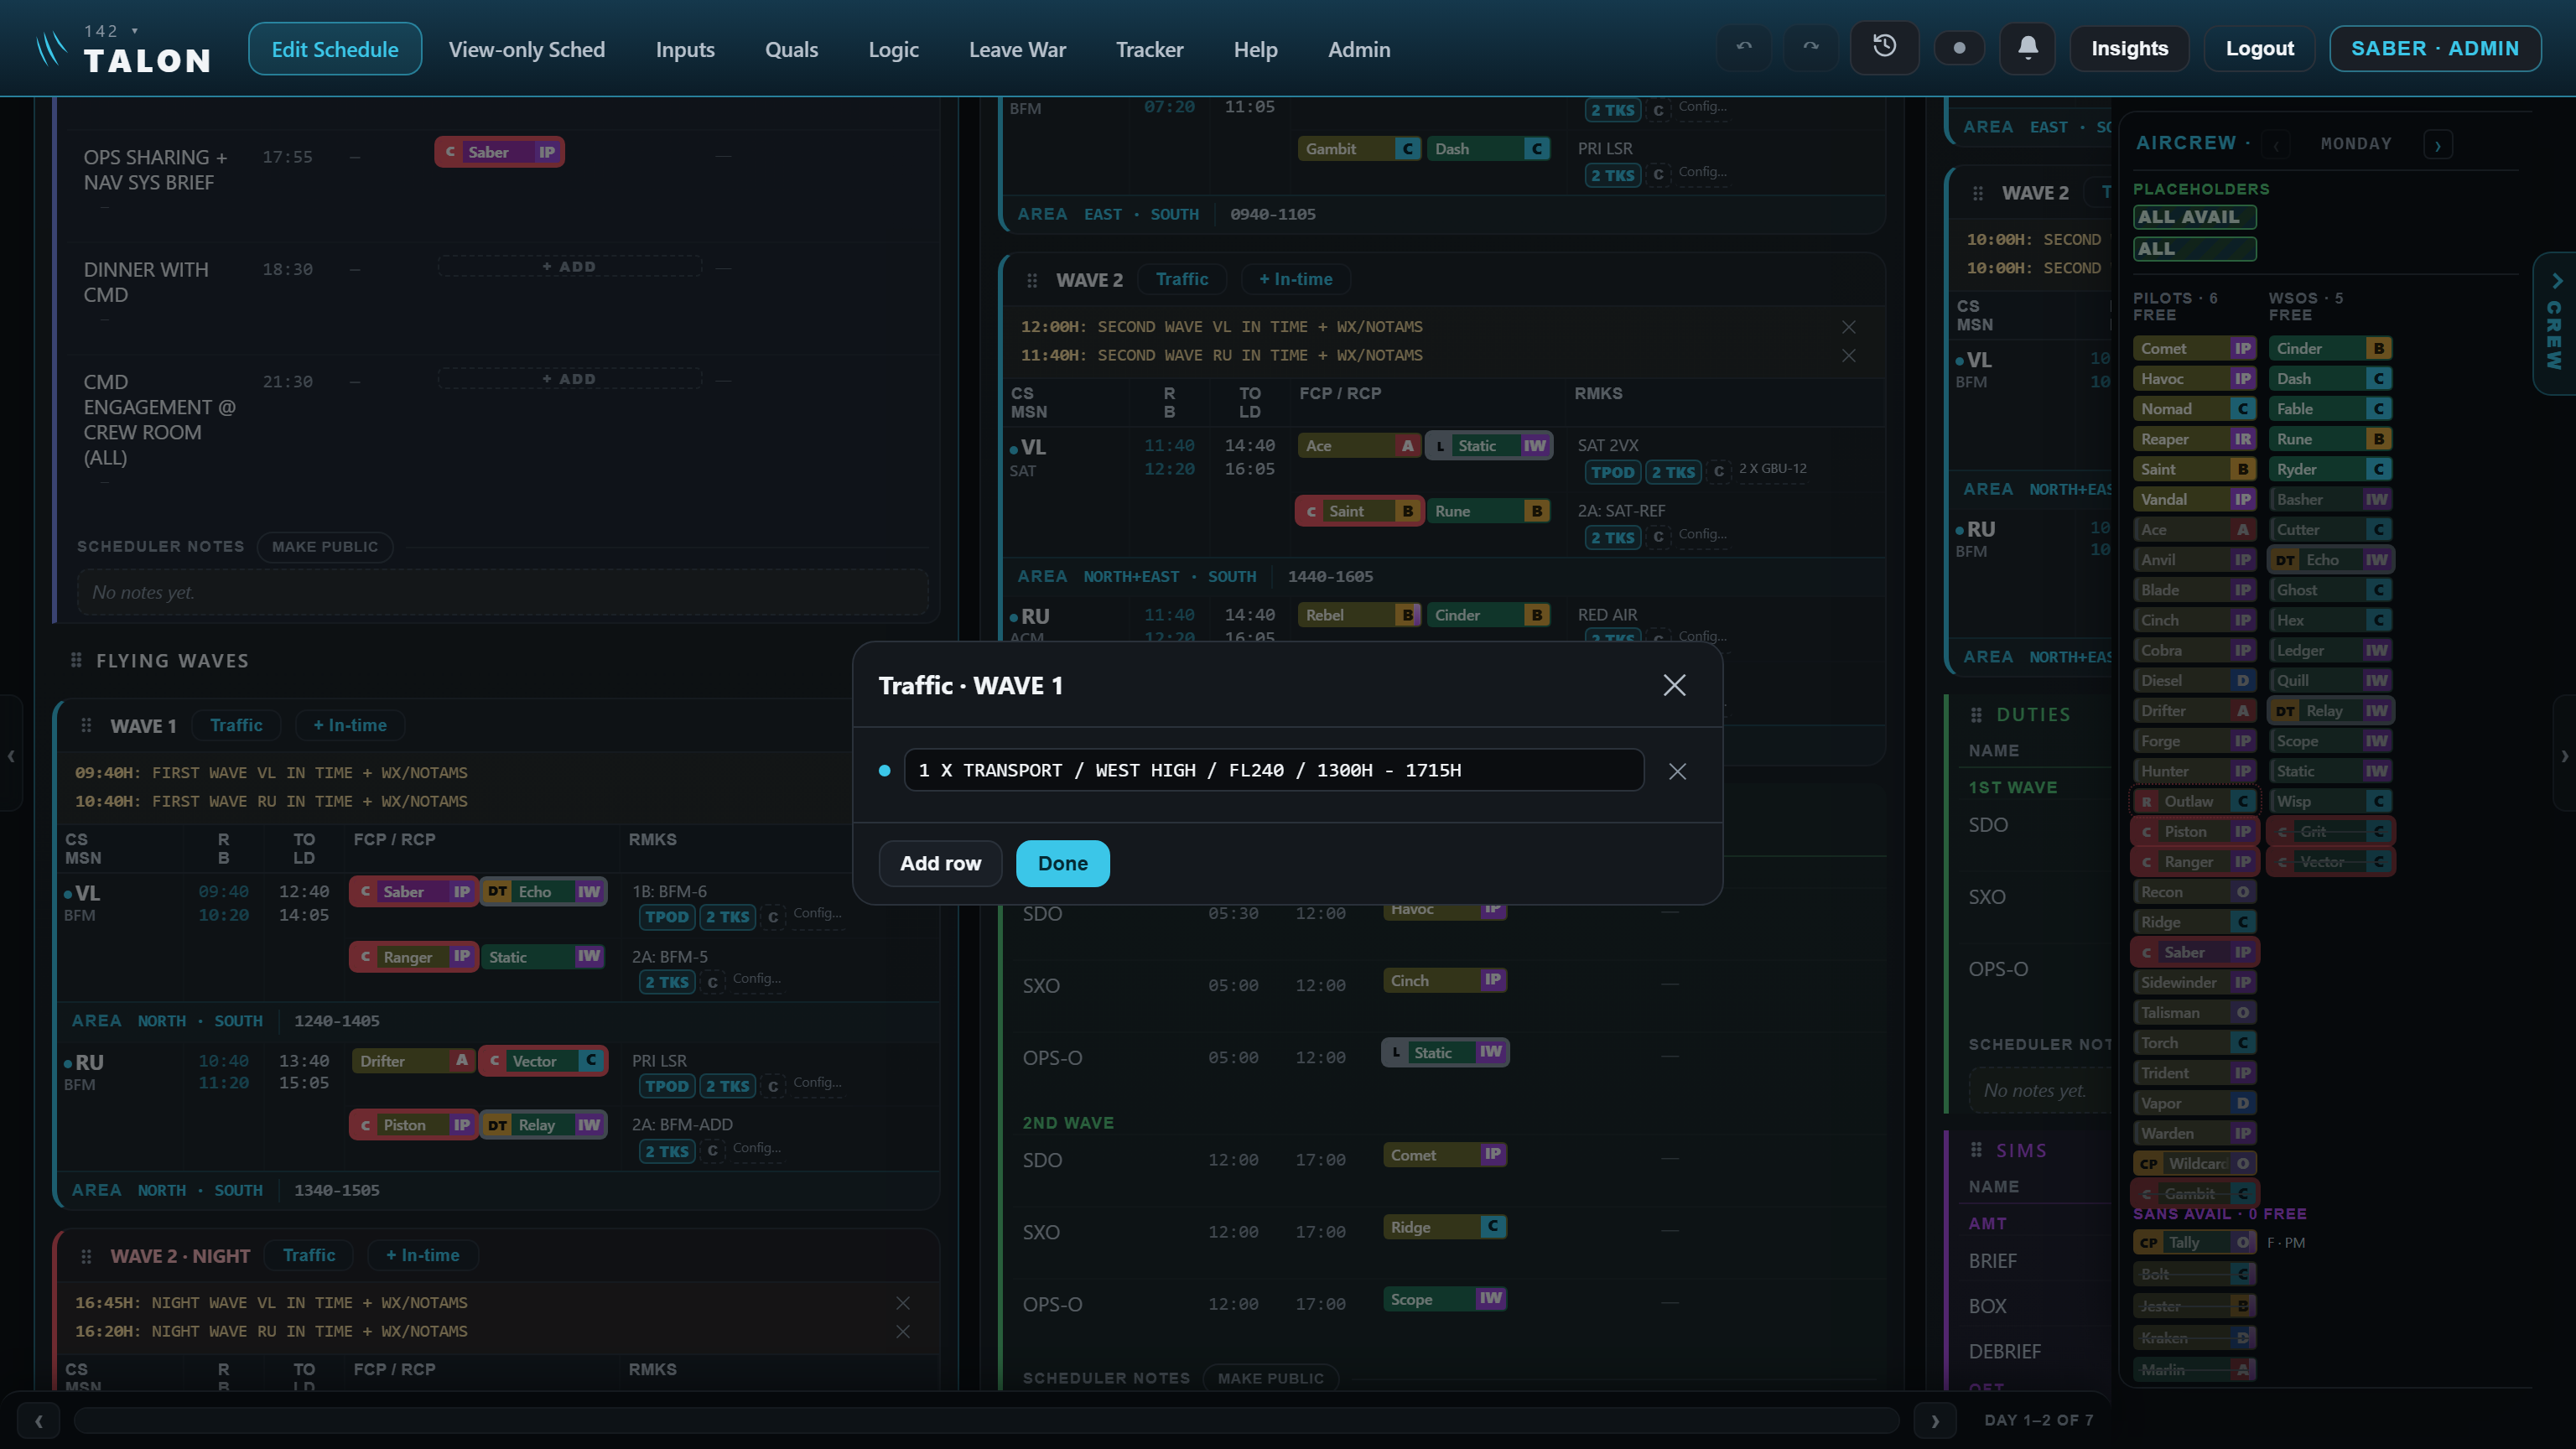 142 ▾
TALON
Edit Schedule
View-only Sched
Inputs
Quals
Logic
Leave War
Tracker
Help
Admin
Insights
Logout
SABER · ADMIN
OPS SHARING + NAV SYS BRIEF
17:55 — C Saber IP —
—
DINNER WITH CMD
18:30 — + ADD —
—
CMD ENGAGEMENT @ CREW ROOM (ALL)
21:30 — + ADD —
—
SCHEDULER NOTES MAKE PUBLIC
No notes yet.
FLYING WAVES
WAVE 1 Traffic + In-time
09:40H: FIRST WAVE VL IN TIME + WX/NOTAMS
10:40H: FIRST WAVE RU IN TIME + WX/NOTAMS
CS R TO FCP / RCP RMKS
MSN B LD
VL 09:40 12:40 C Saber IP DT Echo IW 1B: BFM-6
BFM 10:20 14:05 TPOD 2 TKS C Config...
C Ranger IP Static IW 2A: BFM-5
2 TKS C Config...
AREA NORTH · SOUTH 1240-1405
RU 10:40 13:40 Drifter A C Vector C PRI LSR
BFM 11:20 15:05 TPOD 2 TKS C Config...
C Piston IP DT Relay IW 2A: BFM-ADD
2 TKS C Config...
AREA NORTH · SOUTH 1340-1505
WAVE 2 · NIGHT Traffic + In-time
16:45H: NIGHT WAVE VL IN TIME + WX/NOTAMS
16:20H: NIGHT WAVE RU IN TIME + WX/NOTAMS
CS R TO FCP / RCP RMKS
MSN B LD
BFM 07:20 11:05 2 TKS C Config...
Gambit C Dash C PRI LSR
2 TKS C Config...
AREA EAST · SOUTH 0940-1105
WAVE 2 Traffic + In-time
12:00H: SECOND WAVE VL IN TIME + WX/NOTAMS
11:40H: SECOND WAVE RU IN TIME + WX/NOTAMS
CS R TO FCP / RCP RMKS
MSN B LD
VL 11:40 14:40 Ace A L Static IW SAT 2VX
SAT 12:20 16:05 TPOD 2 TKS C 2 X GBU-12
C Saint B Rune B 2A: SAT-REF
2 TKS C Config...
AREA NORTH+EAST · SOUTH 1440-1605
RU 11:40 14:40 Rebel B Cinder B RED AIR
ACM 12:20 16:05 2 TKS C Config...
Traffic · WAVE 1
1 X TRANSPORT / WEST HIGH / FL240 / 1300H - 1715H
Add row
Done
SDO 05:30 12:00 Havoc IP —
SXO 05:00 12:00 Cinch IP —
OPS-O 05:00 12:00 L Static IW —
2ND WAVE
SDO 12:00 17:00 Comet IP —
SXO 12:00 17:00 Ridge C —
OPS-O 12:00 17:00 Scope IW —
SCHEDULER NOTES MAKE PUBLIC
AREA EAST · SO
WAVE 2 T
10:00H: SECOND
10:00H: SECOND
CS
MSN
VL 10
BFM 10
AREA NORTH+EAS
RU 10
BFM 10
AREA NORTH+EAS
DUTIES
NAME
1ST WAVE
SDO
SXO
OPS-O
SCHEDULER NOT
No notes yet.
SIMS
NAME
AMT
BRIEF
BOX
DEBRIEF
OFT
AIRCREW · ‹ MONDAY ›
PLACEHOLDERS
ALL AVAIL
ALL
PILOTS · 6 FREE
Comet IP
Havoc IP
Nomad C
Reaper IR
Saint B
Vandal IP
Ace A
Anvil IP
Blade IP
Cinch IP
Cobra IP
Diesel D
Drifter A
Forge IP
Hunter IP
R Outlaw C
C Piston IP
C Ranger IP
Recon O
Ridge C
C Saber IP
Sidewinder IP
Talisman O
Torch C
Trident IP
Vapor D
Warden IP
CP Wildcard O
C Gambit C
WSOS · 5 FREE
Cinder B
Dash C
Fable C
Rune B
Ryder C
Basher IW
Cutter C
DT Echo IW
Ghost C
Hex C
Ledger IW
Quill IW
DT Relay IW
Scope IW
Static IW
Wisp C
C Grit C
C Vector C
SANS AVAIL · 0 FREE
CP Tally O F · PM
Bolt C
Jester B
Kraken D
Marlin A
CREW
DAY 1–2 OF 7